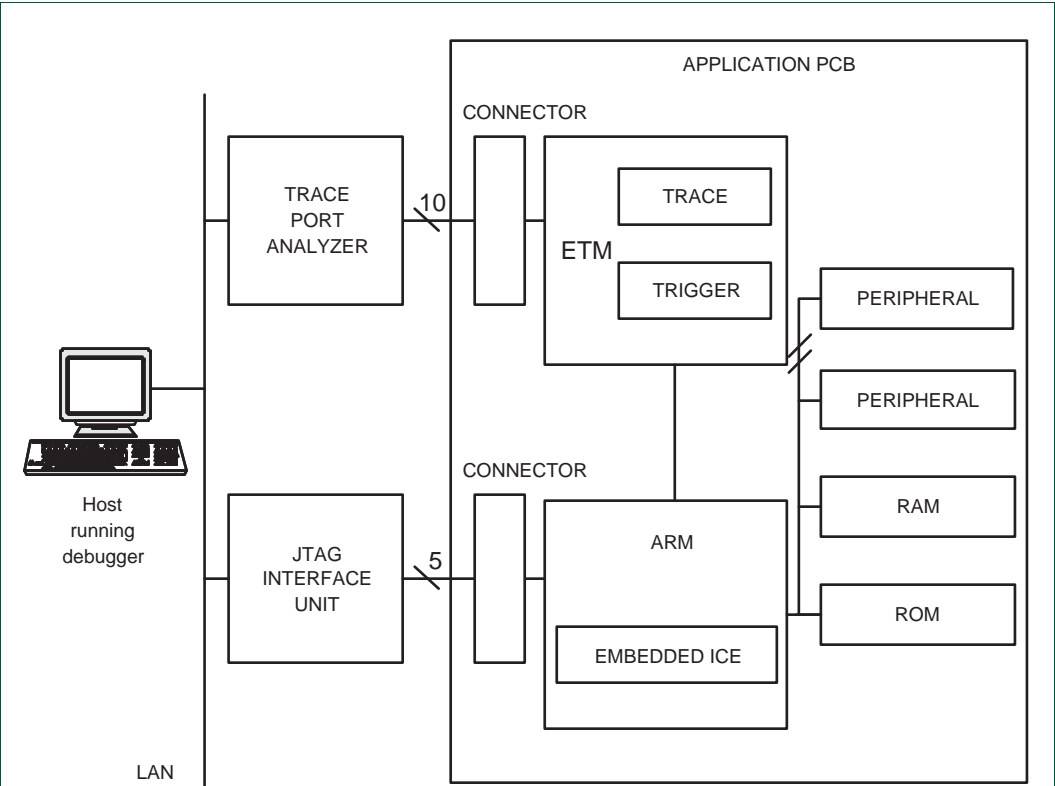 APPLICATION PCB
CONNECTOR
TRACE
PORT
ANALYZER
10
TRACE
ETM
TRIGGER
PERIPHERAL
PERIPHERAL
Host
running
debugger
CONNECTOR
JTAG
INTERFACE
UNIT
5
ARM
EMBEDDED ICE
RAM
ROM
LAN